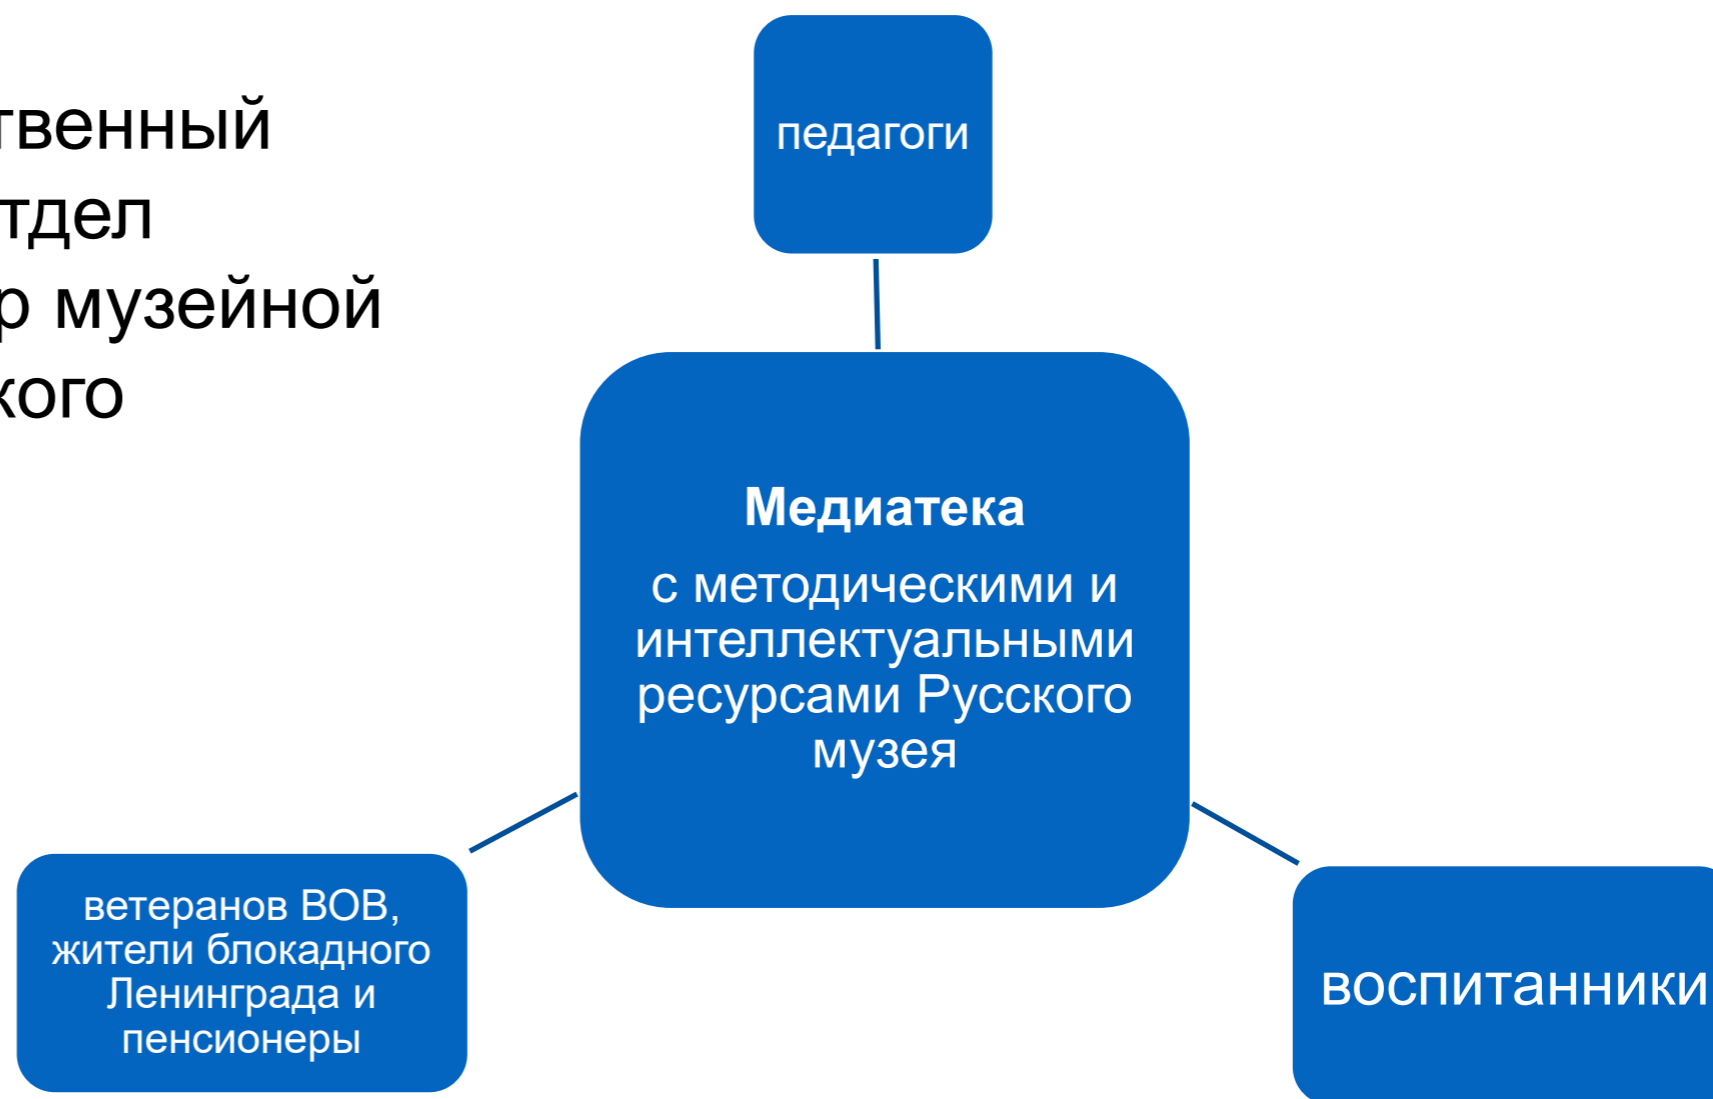 твенный
тдел
р музейной
кого
педагоги
Медиатека
с методическими и
интеллектуальными
ресурсами Русского
музея
ветеранов ВОВ,
жители блокадного
Ленинграда и
пенсионеры
воспитанники